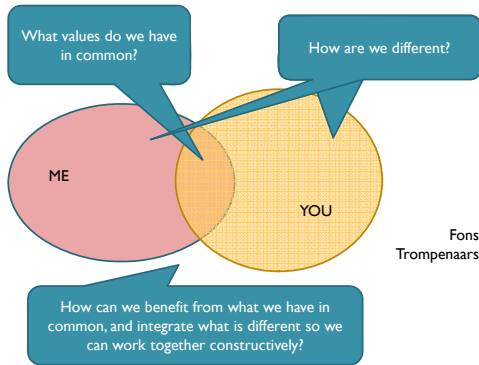 What values do we have
in common?
How are we different?
ME
YOU
Fons
Trompenaars
How can we benefit from what we have in
common, and integrate what is different so we
can work together constructively?